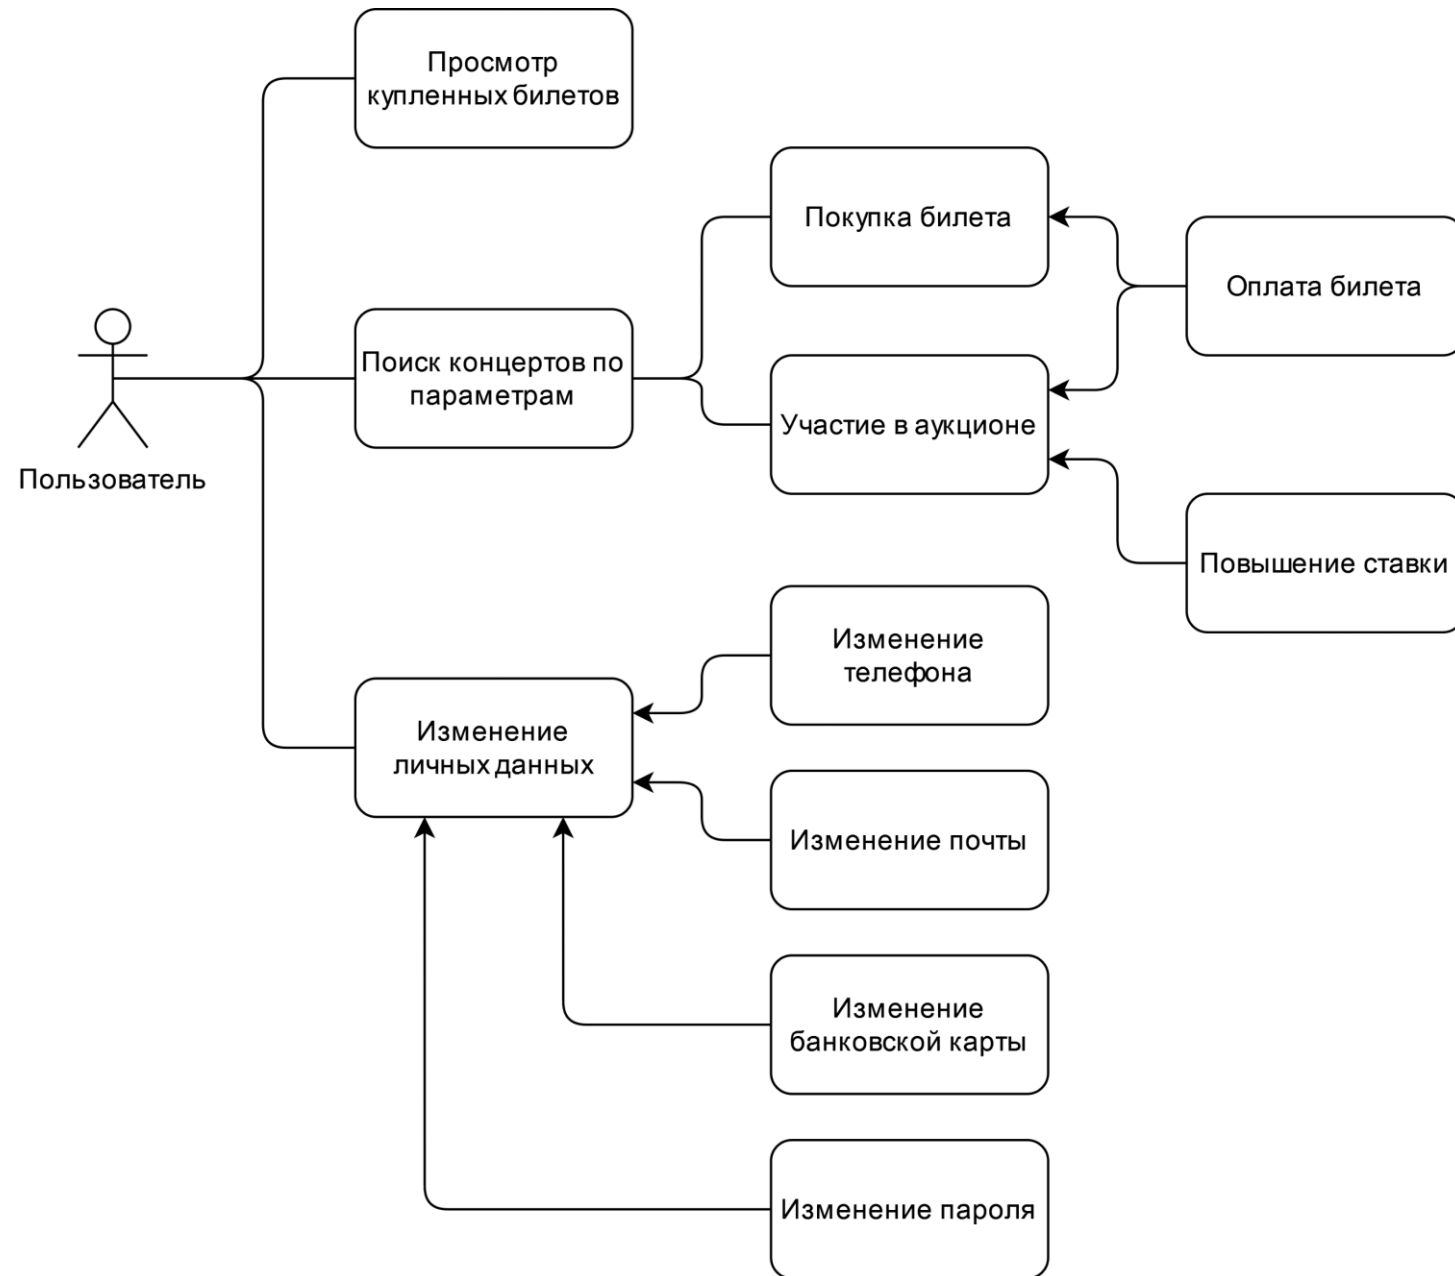 Просмотр
купленных билетов
Покупка билета
Оплата билета
Поиск концертов по
параметрам
Участие в аукционе
Пользователь
Повышение ставки
Изменение
телефона
Изменение
личных данных
Изменение почты
Изменение
банковской карты
Изменение пароля